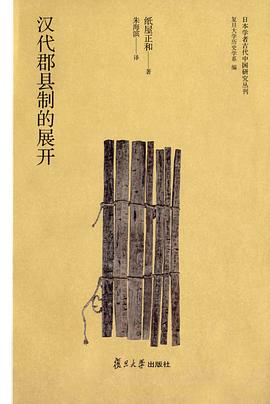 日本学者古代中国研究丛刊
复旦大学历史学系 编
汉代郡县制的展开
纸屋正和——著
朱海滨——译
復旦大學出版社